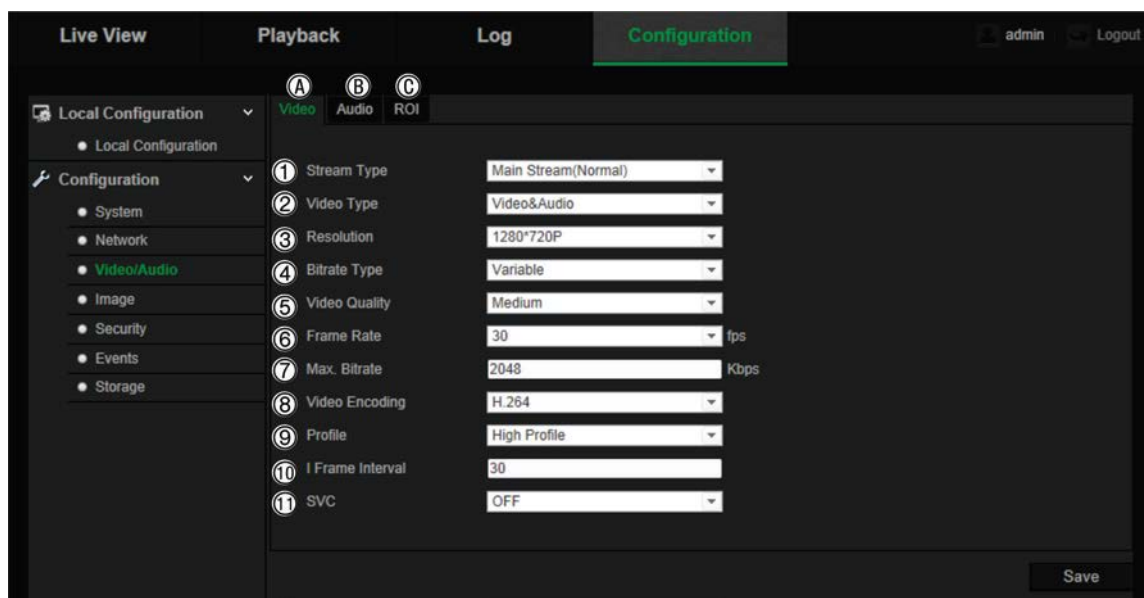 Live View Playback Log Configuration admin Logout
Ⓐ Ⓑ Ⓒ
Video Audio ROI
Local Configuration
Local Configuration
Configuration
System
Network
Video/Audio
Image
Security
Events
Storage
① Stream Type Main Stream(Normal)
② Video Type Video&Audio
③ Resolution 1280*720P
④ Bitrate Type Variable
⑤ Video Quality Medium
⑥ Frame Rate 30 fps
⑦ Max. Bitrate 2048 Kbps
⑧ Video Encoding H.264
⑨ Profile High Profile
⑩ I Frame Interval 30
⑪ SVC OFF
Save